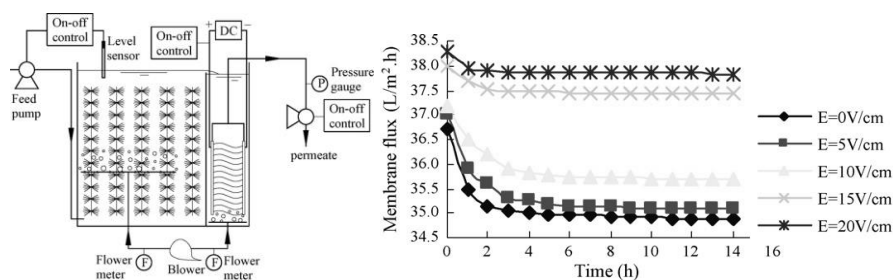 On-off
control
Level
sensor
Feed
pump
On-off
control
+
DC
−
P
Pressure
gauge
On-off
control
permeate
Flower
meter
F
Blower
F
Flower
meter
Membrane flux (L/m².h)
38.5
38.0
37.5
37.0
36.5
36.0
35.5
35.0
34.5
0
2
4
6
8
10
12
14
16
Time (h)
E=0V/cm
E=5V/cm
E=10V/cm
E=15V/cm
E=20V/cm